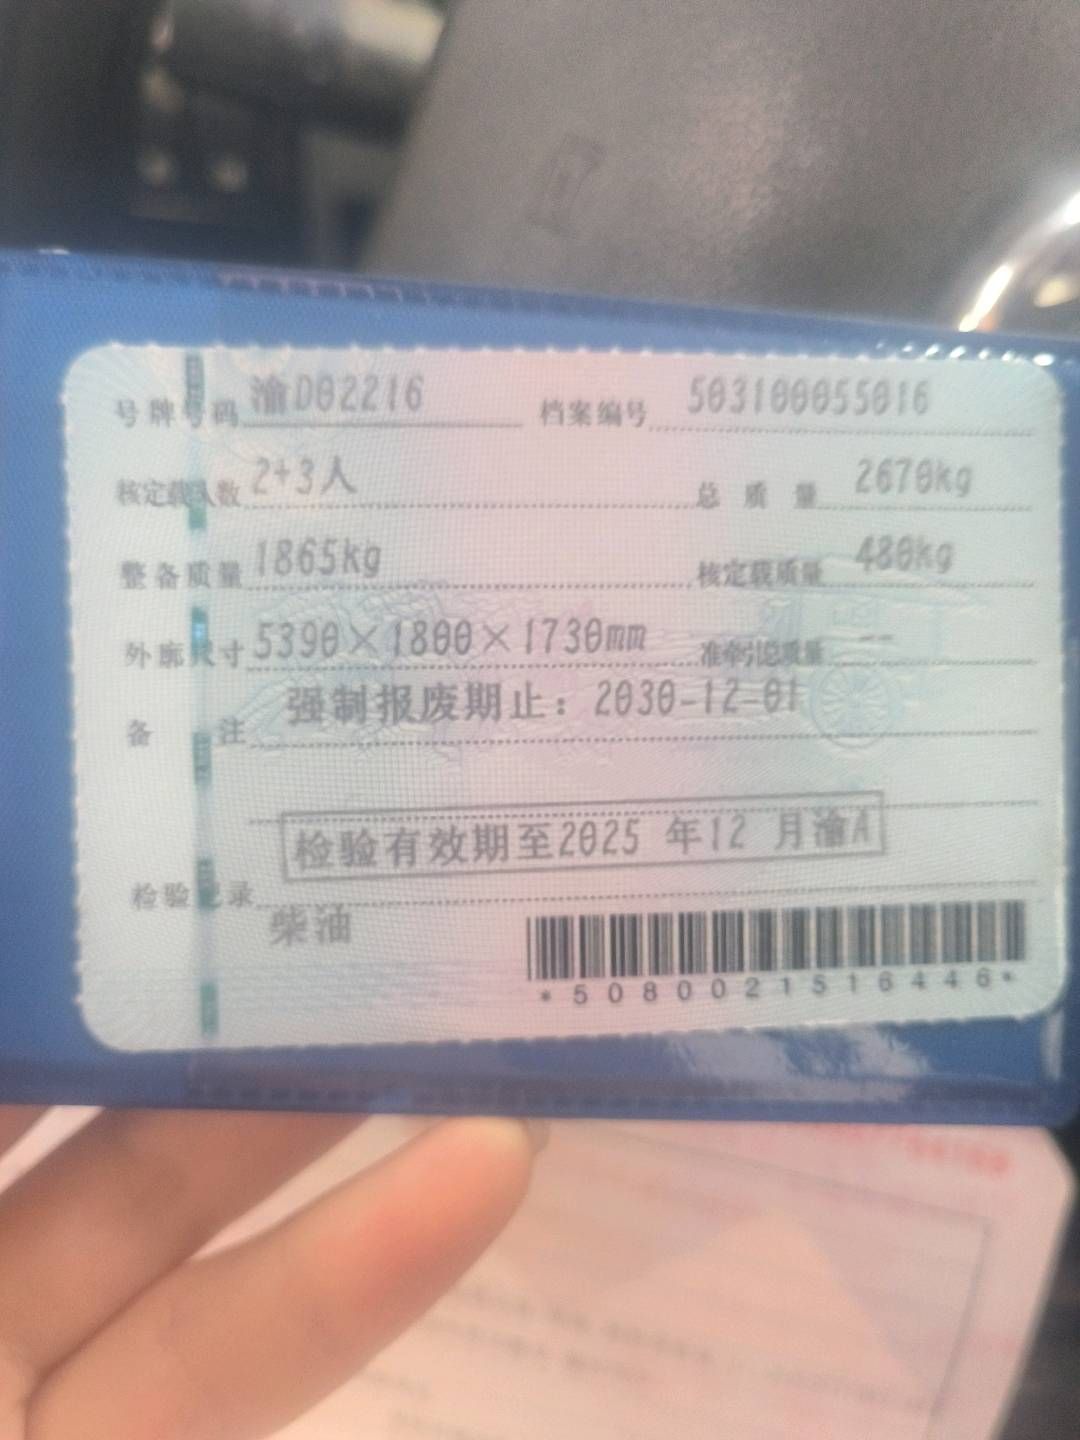 号牌号码 渝D02216 档案编号 503100055016
核定载人数 2+3人 总质量 2670kg
整备质量 1865kg 核定载质量 480kg
外廓尺寸 5390×1800×1730mm 准牵引总质量 --
备注 强制报废期止：2030-12-01
检验有效期至2025 年12 月渝A
检验记录
柴油
*5080021516446*